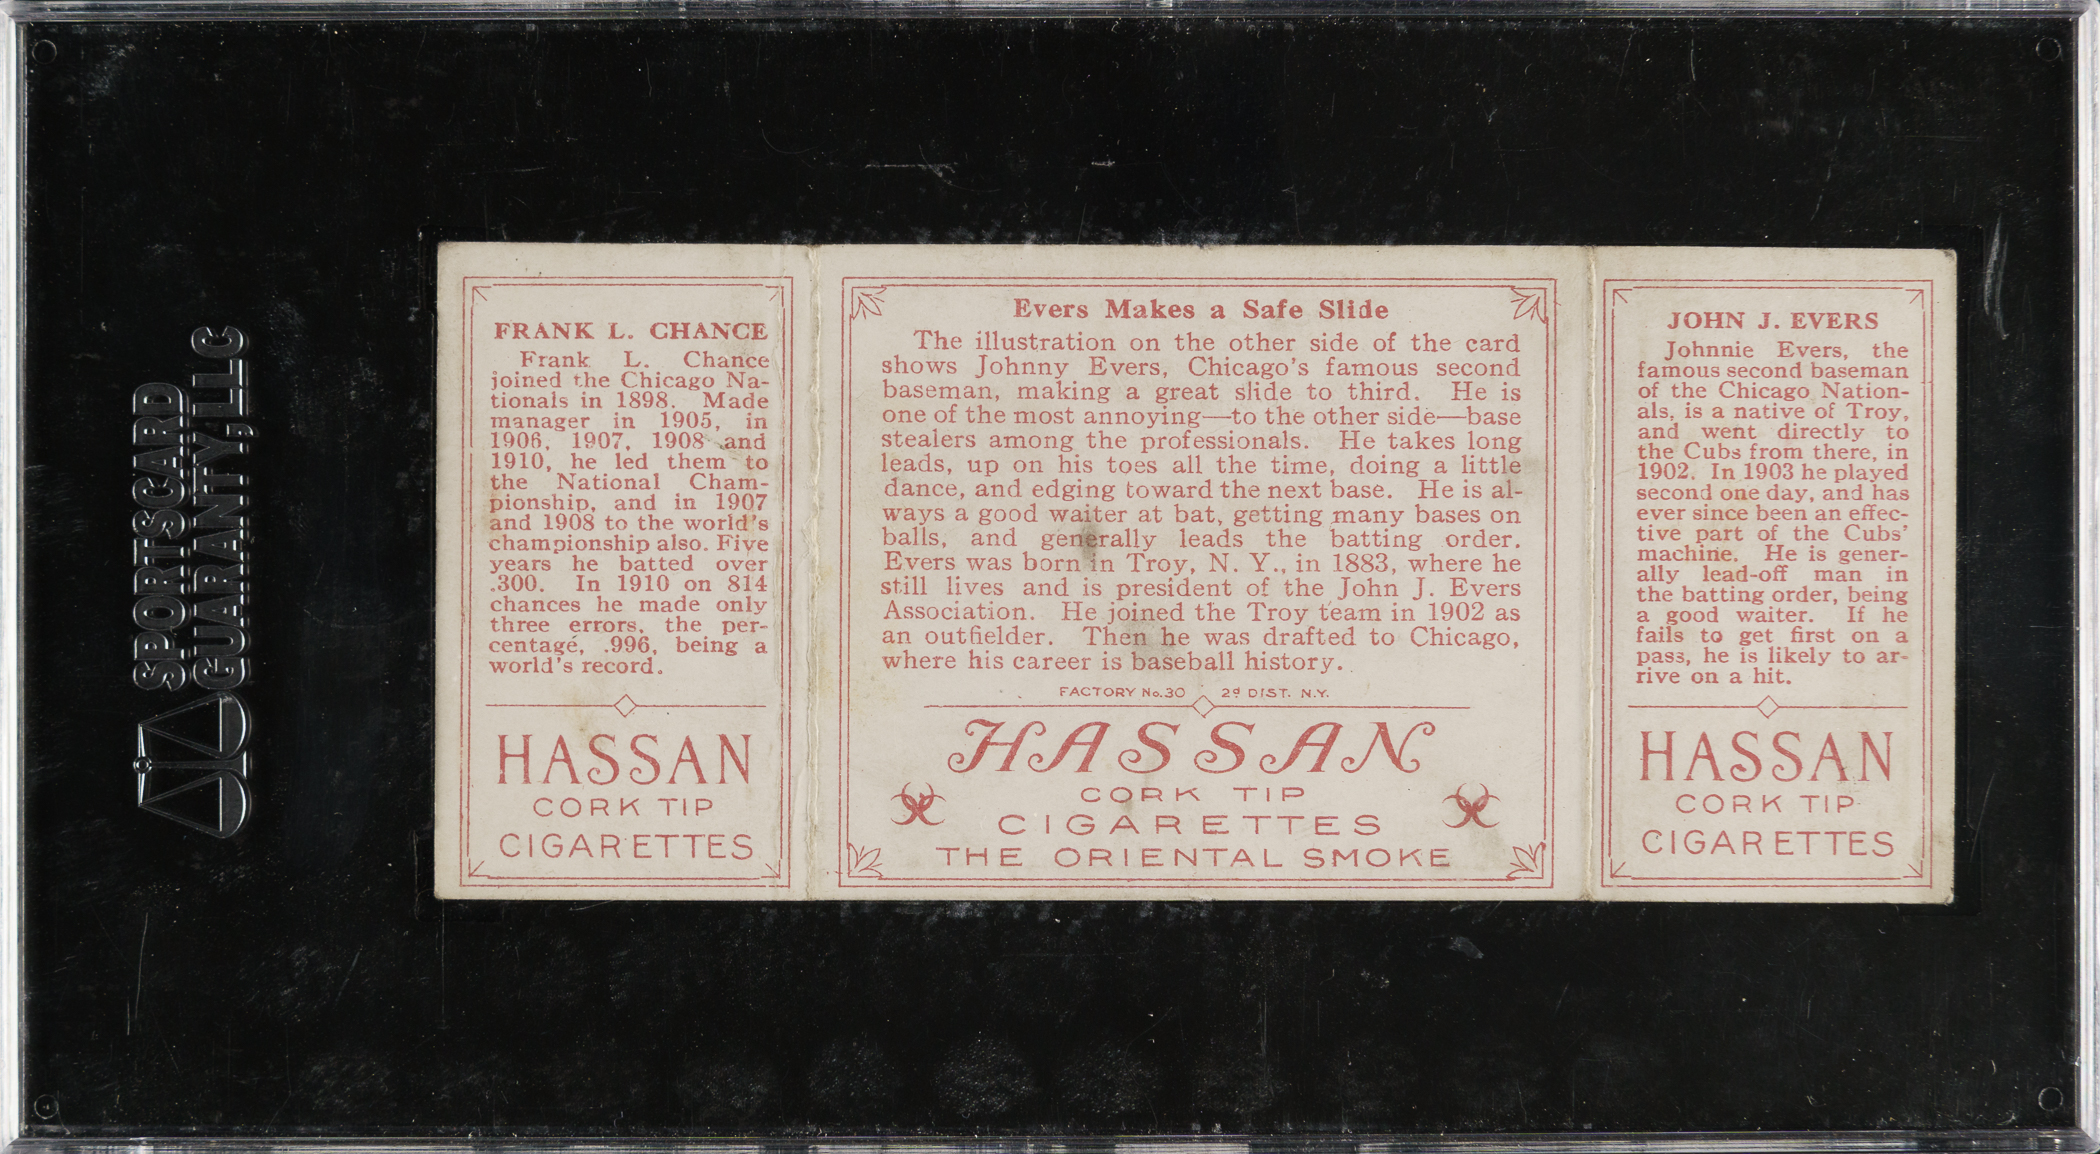 SPORTSCARD
GUARANTY, LLC
FRANK L. CHANCE
Frank L. Chance
joined the Chicago Na-
tionals in 1898. Made
manager in 1905, in
1906, 1907, 1908 and
1910, he led them to
the National Cham-
pionship, and in 1907
and 1908 to the world's
championship also. Five
years he batted over
.300. In 1910 on 814
chances he made only
three errors, the per-
centage, .996, being a
world's record.
HASSAN
CORK TIP
CIGARETTES
Evers Makes a Safe Slide
The illustration on the other side of the card
shows Johnny Evers, Chicago's famous second
baseman, making a great slide to third. He is
one of the most annoying—to the other side—base
stealers among the professionals. He takes long
leads, up on his toes all the time, doing a little
dance, and edging toward the next base. He is al-
ways a good waiter at bat, getting many bases on
balls, and generally leads the batting order.
Evers was born in Troy, N. Y., in 1883, where he
still lives and is president of the John J. Evers
Association. He joined the Troy team in 1902 as
an outfielder. Then he was drafted to Chicago,
where his career is baseball history.
FACTORY No. 30 2d DIST. N.Y.
HASSAN
CORK TIP
CIGARETTES
THE ORIENTAL SMOKE
JOHN J. EVERS
Johnnie Evers, the
famous second baseman
of the Chicago Nation-
als, is a native of Troy,
and went directly to
the Cubs from there, in
1902. In 1903 he played
second one day, and has
ever since been an effec-
tive part of the Cubs'
machine. He is gener-
ally lead-off man in
the batting order, being
a good waiter. If he
fails to get first on a
pass, he is likely to ar-
rive on a hit.
HASSAN
CORK TIP
CIGARETTES